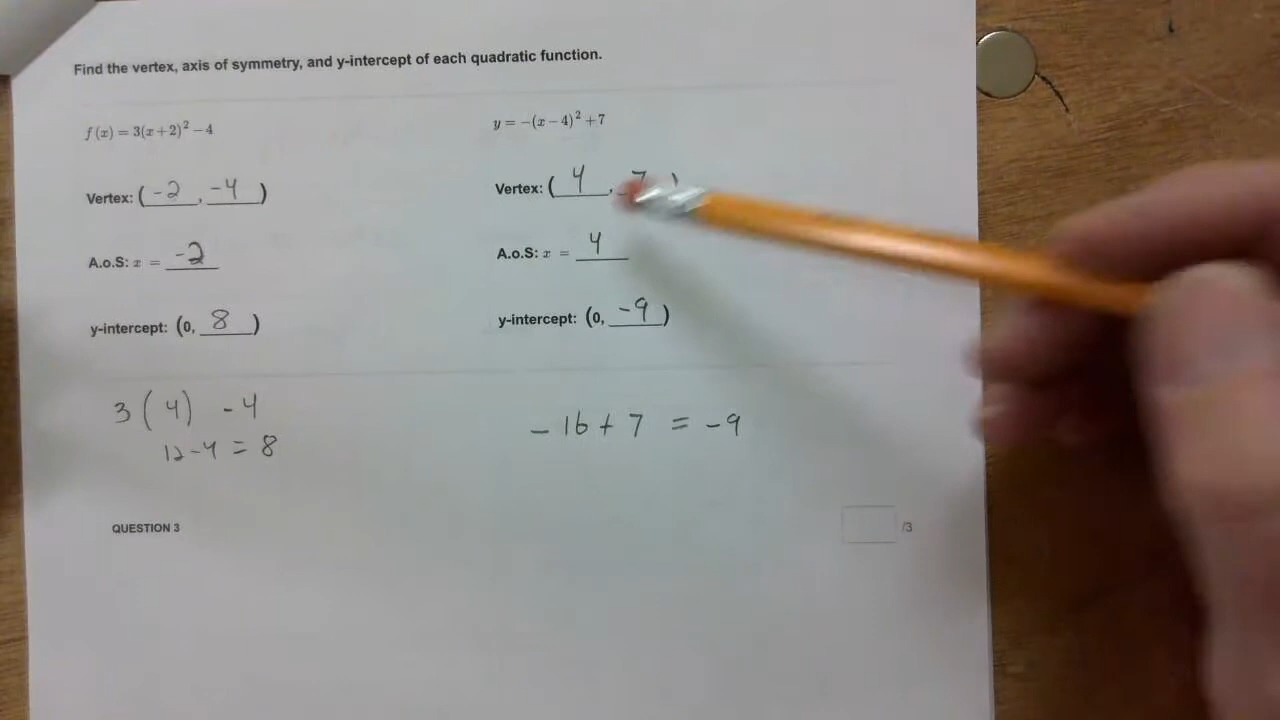 Find the vertex, axis of symmetry, and y-intercept of each quadratic function.
f(x) = 3(x+2)² − 4
Vertex: (-2, -4)
A.o.S: x = -2
y-intercept: (0, 8)
3(4) - 4
12-4 = 8
y = −(x − 4)² + 7
Vertex: (4, 7)
A.o.S: x = 4
y-intercept: (0, -9)
-16 + 7 = -9
QUESTION 3
/3